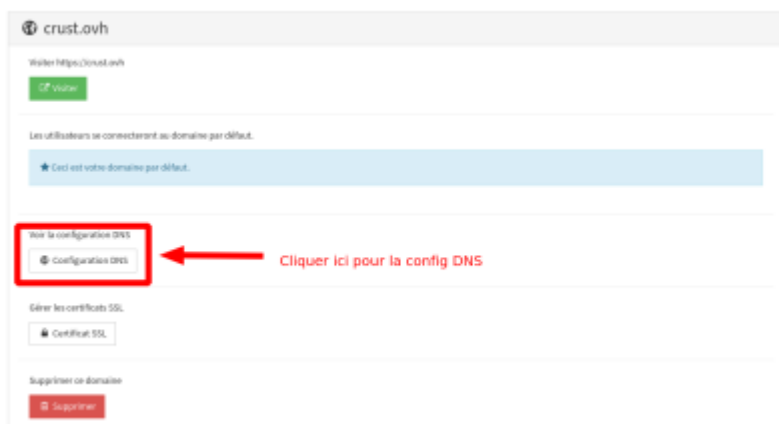 crust.ovh
Visiter https://crust.ovh
Visiter
Les utilisateurs se connecteront au domaine par défaut.
Ceci est votre domaine par défaut.
Voir la configuration DNS
Configuration DNS
Cliquer ici pour la config DNS
Gérer les certificats SSL
Certificat SSL
Supprimer ce domaine
Supprimer